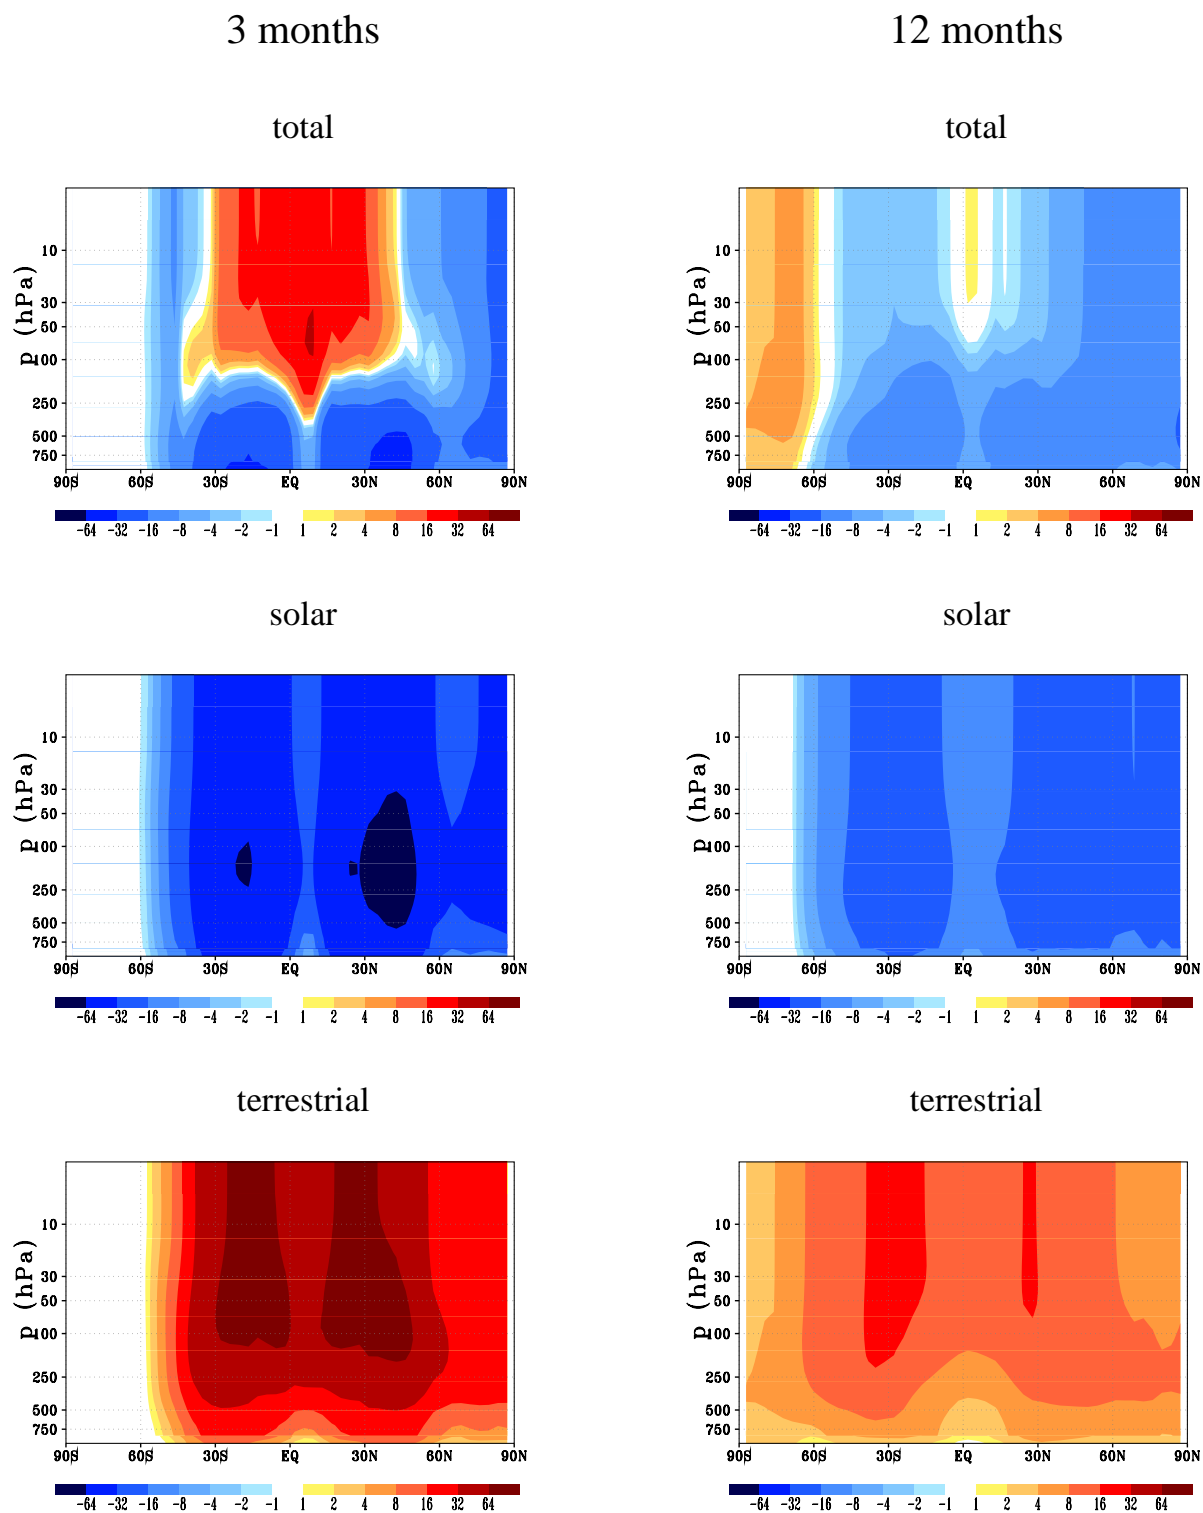 3 months 12 months
total total
p (hPa) p (hPa)
10 10
30 30
50 50
100 100
250 250
500 500
750 750
90S 60S 30S EQ 30N 60N 90N 90S 60S 30S EQ 30N 60N 90N
-64 -32 -16 -8 -4 -2 -1 1 2 4 8 16 32 64 -64 -32 -16 -8 -4 -2 -1 1 2 4 8 16 32 64
solar solar
p (hPa) p (hPa)
10 10
30 30
50 50
100 100
250 250
500 500
750 750
90S 60S 30S EQ 30N 60N 90N 90S 60S 30S EQ 30N 60N 90N
-64 -32 -16 -8 -4 -2 -1 1 2 4 8 16 32 64 -64 -32 -16 -8 -4 -2 -1 1 2 4 8 16 32 64
terrestrial terrestrial
p (hPa) p (hPa)
10 10
30 30
50 50
100 100
250 250
500 500
750 750
90S 60S 30S EQ 30N 60N 90N 90S 60S 30S EQ 30N 60N 90N
-64 -32 -16 -8 -4 -2 -1 1 2 4 8 16 32 64 -64 -32 -16 -8 -4 -2 -1 1 2 4 8 16 32 64